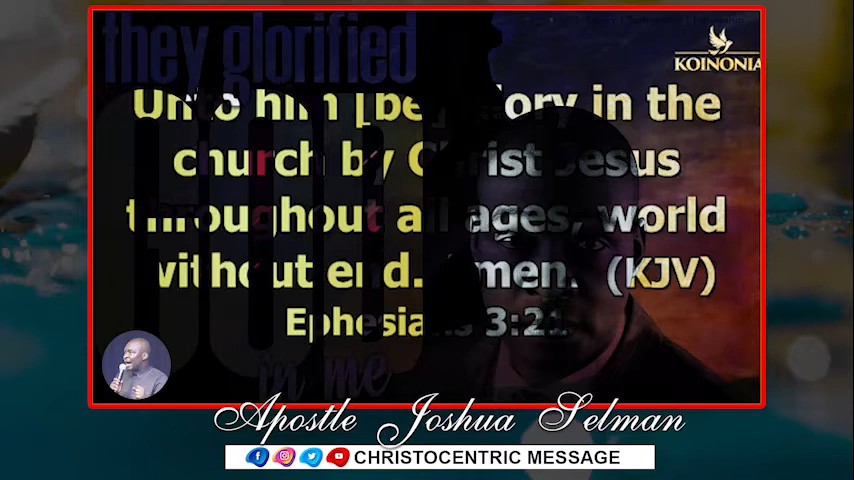 they glorified
KOINONIA
Unto him [be] glory in the
church by Christ Jesus
throughout all ages, world
without end. Amen. (KJV)
Ephesians 3:21
GOD
in me
Apostle Joshua Selman
CHRISTOCENTRIC MESSAGE